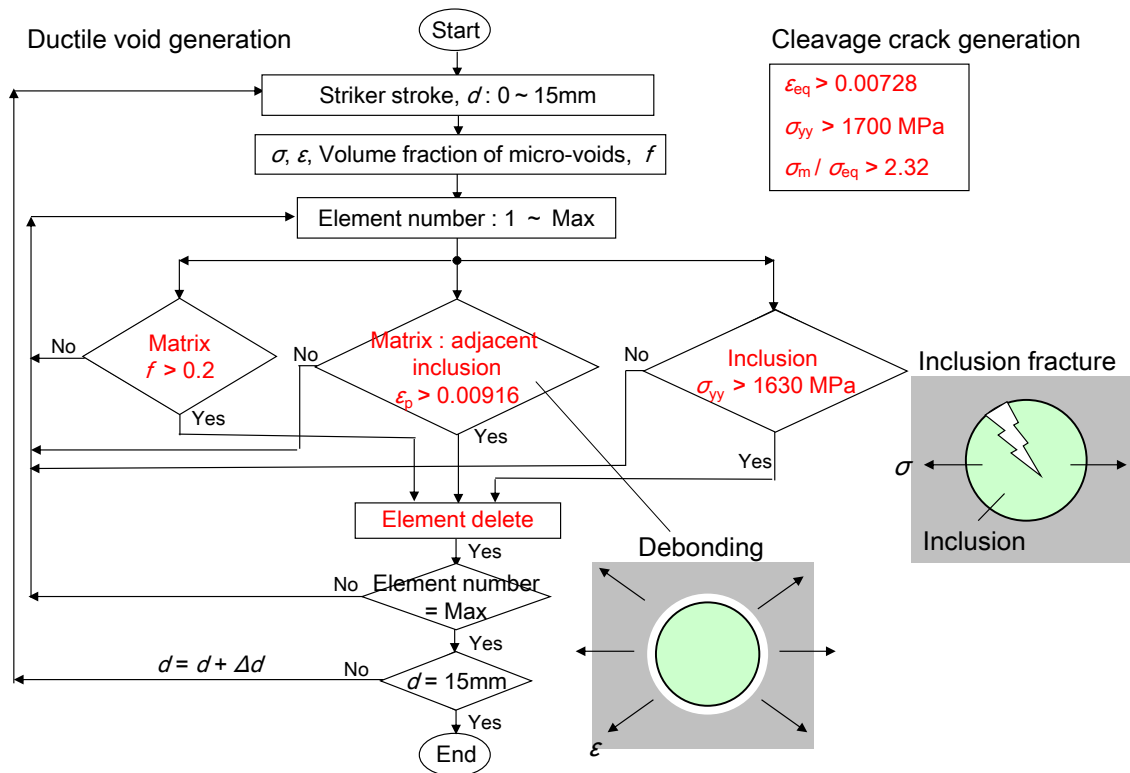 Start
Ductile void generation
Cleavage crack generation
Striker stroke, d : 0 ~ 15mm
εeq > 0.00728
σyy > 1700 MPa
σm / σeq > 2.32
σ, ε, Volume fraction of micro-voids, f
Element number : 1 ~ Max
No
Matrix
f > 0.2
Yes
No
Matrix : adjacent
inclusion
εp > 0.00916
Yes
No
Inclusion
σyy > 1630 MPa
Yes
Inclusion fracture
σ
Inclusion
Element delete
Yes
Debonding
No
Element number
= Max
Yes
d = d + Δd
No
d = 15mm
Yes
ε
End